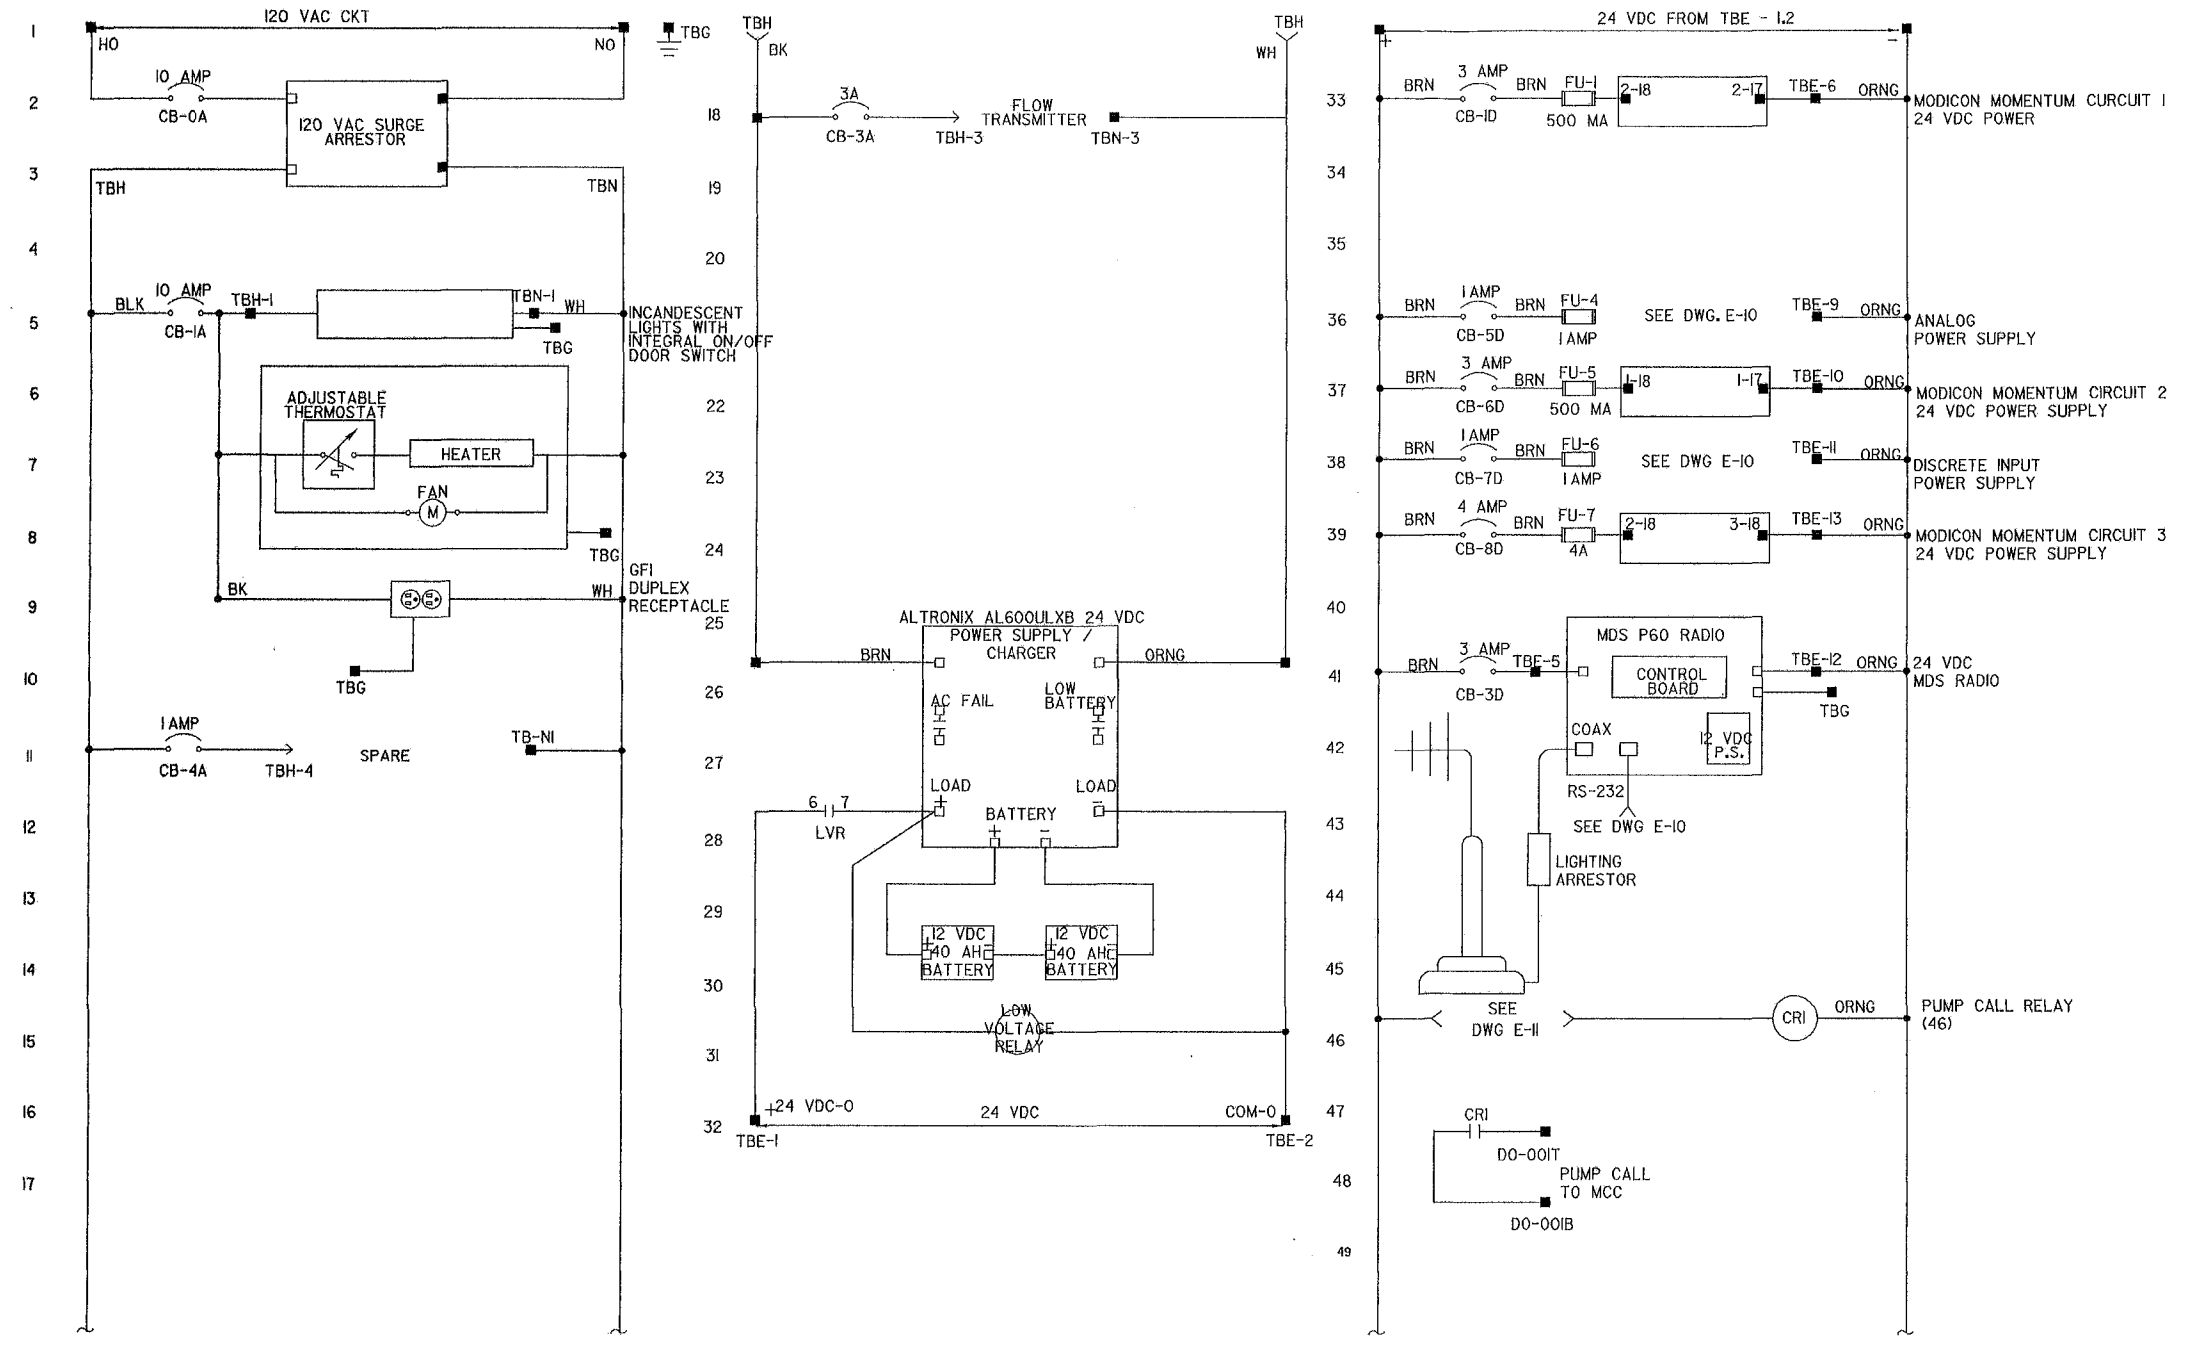 120 VAC CKT
1
HO
NO
TBG
10 AMP
2
CB-0A
120 VAC SURGE
ARRESTOR
3
TBH
TBN
4
10 AMP
BLK
TBH-1
TBN-1
WH
CB-1A
5
TBG
INCANDESCENT
LIGHTS WITH
INTEGRAL ON/OFF
DOOR SWITCH
6
ADJUSTABLE
THERMOSTAT
7
HEATER
FAN
M
8
TBG
GFI
DUPLEX
RECEPTACLE
9
BK
WH
10
TBG
1 AMP
11
CB-4A
TBH-4
SPARE
TB-N1
12
13
14
15
16
17
TBH
BK
TBH
WH
18
3A
CB-3A
TBH-3
FLOW
TRANSMITTER
TBN-3
19
20
22
23
24
25
ALTRONIX AL600ULXB 24 VDC
POWER SUPPLY /
CHARGER
BRN
ORNG
26
AC FAIL
LOW
BATTERY
27
LOAD
+
LOAD
-
6 7
LVR
BATTERY
+ -
28
29
12 VDC
40 AH
BATTERY
+ -
12 VDC
40 AH
BATTERY
+ -
30
LOW
VOLTAGE
RELAY
31
+24 VDC-0
24 VDC
COM-0
32
TBE-1
TBE-2
24 VDC FROM TBE - 1.2
+ -
33
BRN
3 AMP
CB-1D
BRN
FU-1
500 MA
2-18
2-17
TBE-6
ORNG
MODICON MOMENTUM CURCUIT 1
24 VDC POWER
34
35
36
BRN
1 AMP
CB-5D
BRN
FU-4
1 AMP
SEE DWG. E-10
TBE-9
ORNG
ANALOG
POWER SUPPLY
37
BRN
3 AMP
CB-6D
BRN
FU-5
500 MA
1-18
1-17
TBE-10
ORNG
MODICON MOMENTUM CIRCUIT 2
24 VDC POWER SUPPLY
38
BRN
1 AMP
CB-7D
BRN
FU-6
1 AMP
SEE DWG E-10
TBE-11
ORNG
DISCRETE INPUT
POWER SUPPLY
39
BRN
4 AMP
CB-8D
BRN
FU-7
4A
2-18
3-18
TBE-13
ORNG
MODICON MOMENTUM CIRCUIT 3
24 VDC POWER SUPPLY
40
MDS P60 RADIO
41
BRN
3 AMP
CB-3D
TBE-5
CONTROL
BOARD
TBE-12
ORNG
24 VDC
MDS RADIO
TBG
42
COAX
12 VDC
P.S.
RS-232
43
SEE DWG E-10
LIGHTING
ARRESTOR
44
45
SEE
DWG E-11
CR1
ORNG
PUMP CALL RELAY
(46)
46
47
CR1
DO-001T
48
PUMP CALL
TO MCC
DO-001B
49